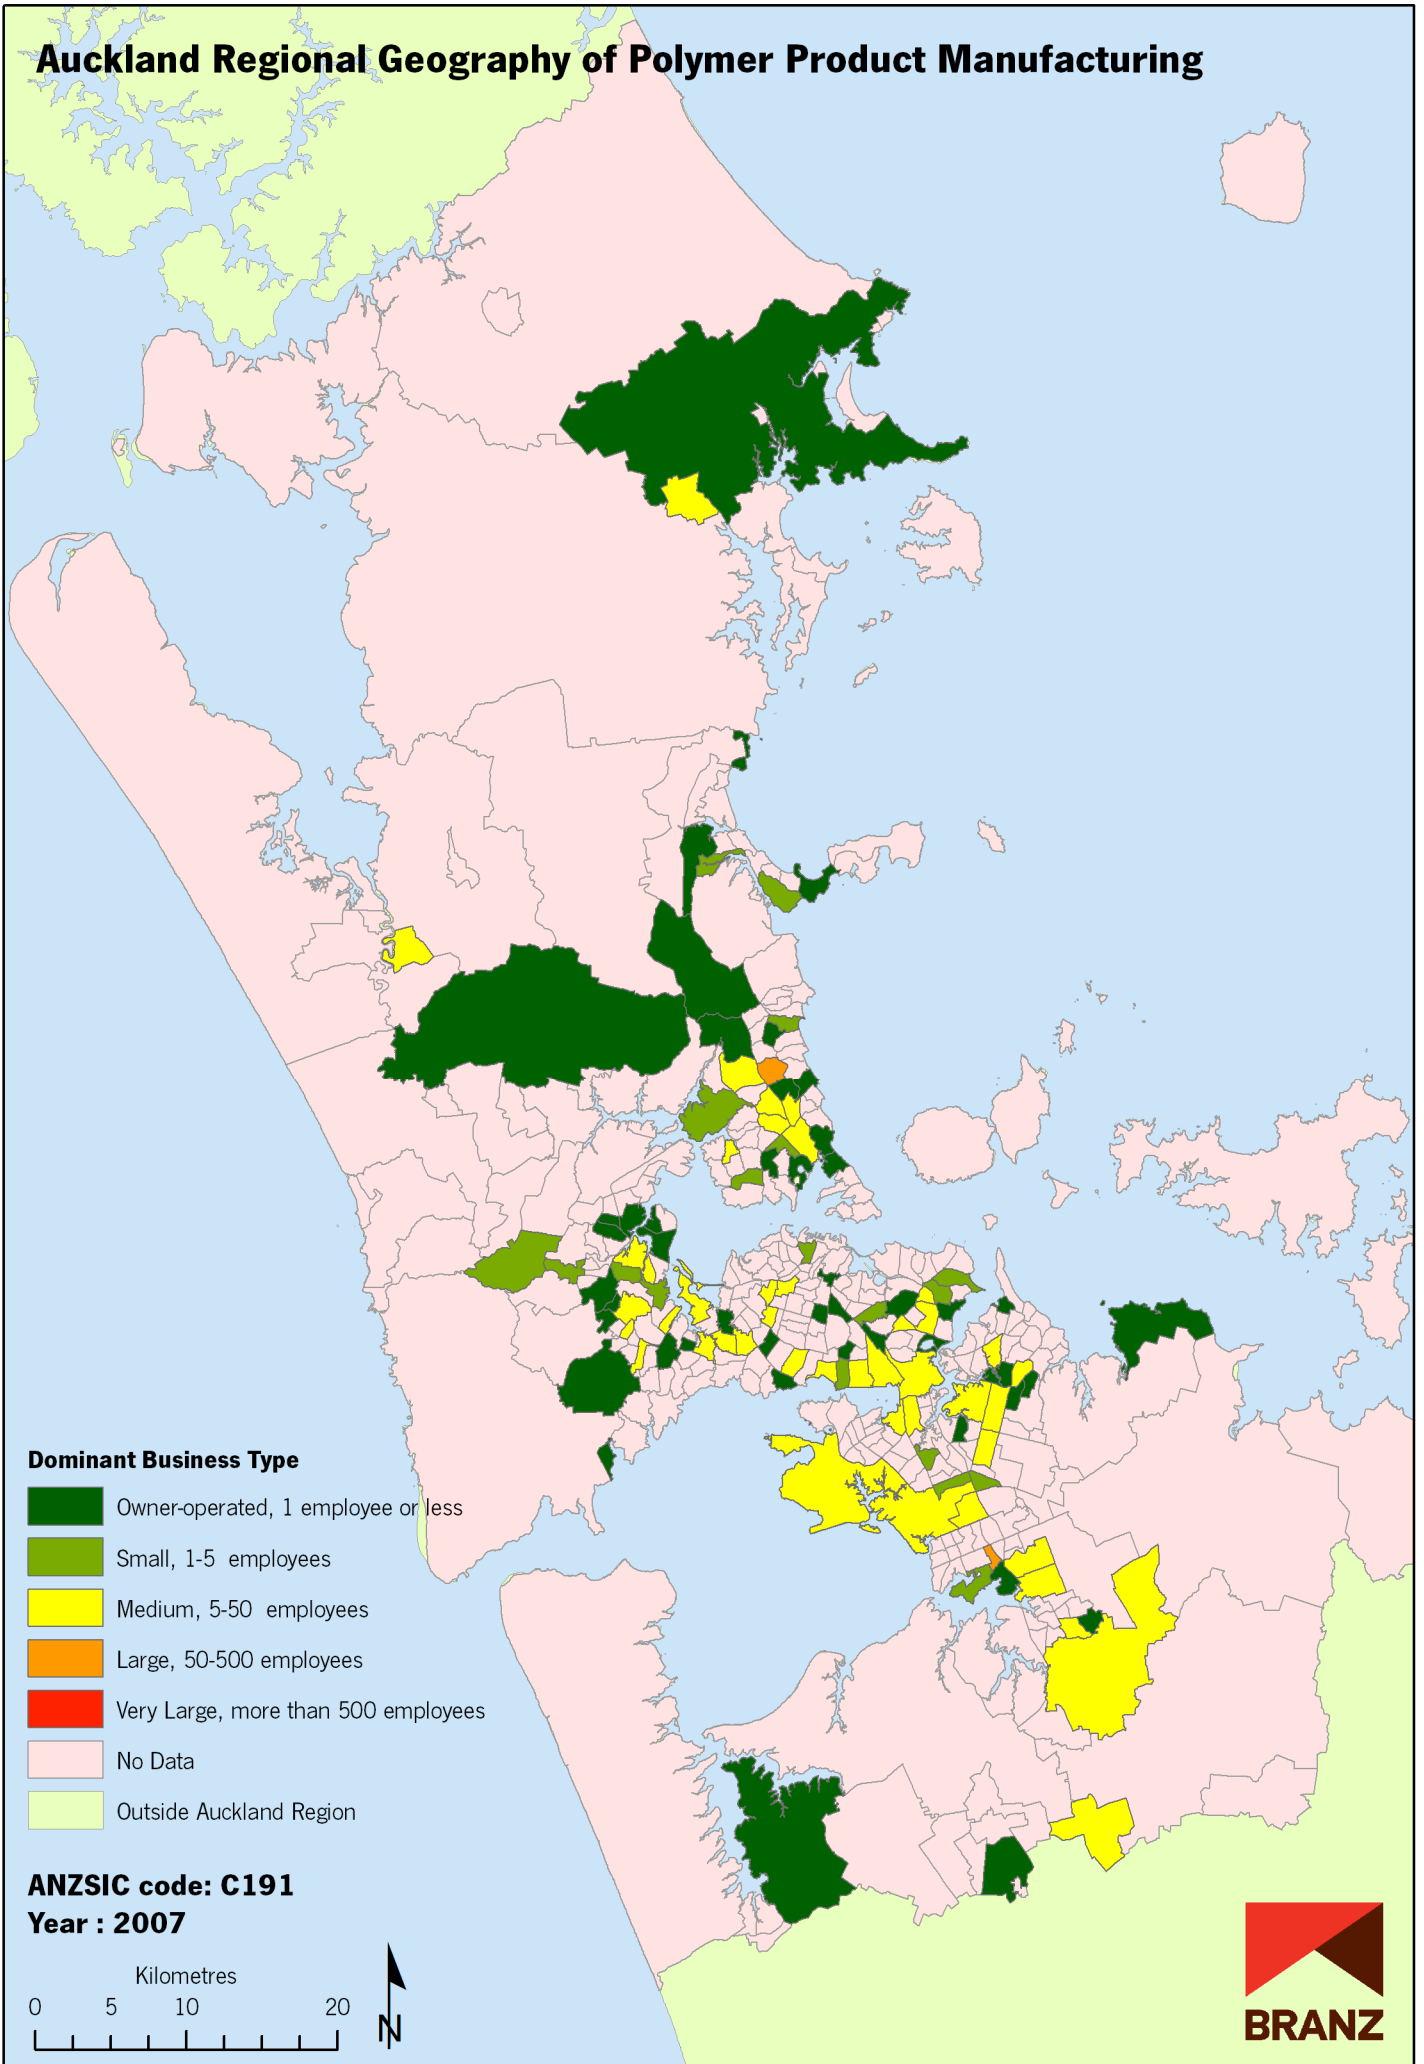 Auckland Regional Geography of Polymer Product Manufacturing
Dominant Business Type
Owner-operated, 1 employee or less
Small, 1-5 employees
Medium, 5-50 employees
Large, 50-500 employees
Very Large, more than 500 employees
No Data
Outside Auckland Region
ANZSIC code: C191
Year : 2007
Kilometres
0 5 10 20
N
BRANZ